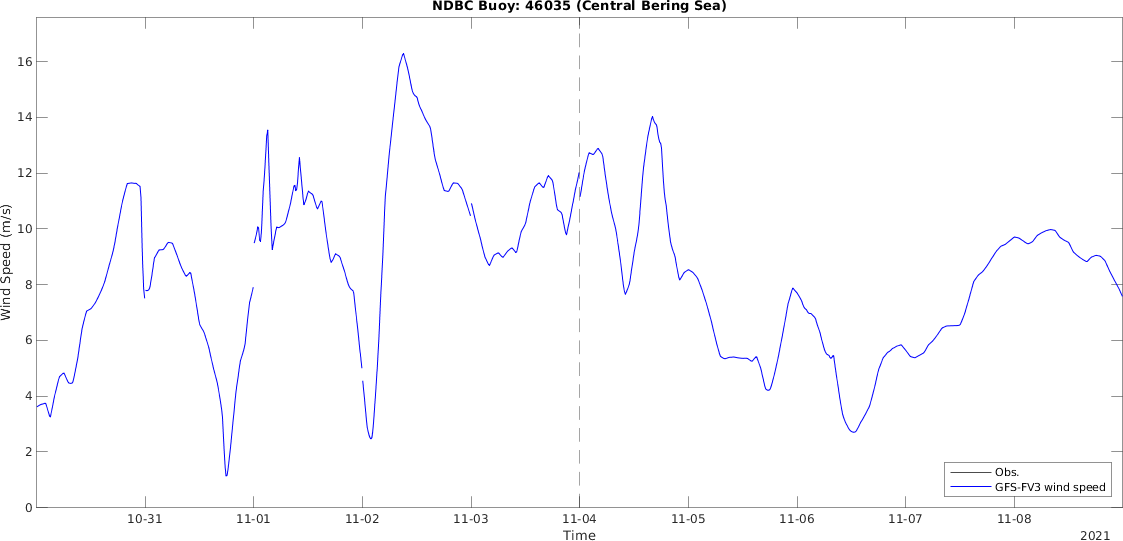 NDBC Buoy: 46035 (Central Bering Sea)
Wind Speed (m/s)
16
14
12
10
8
6
4
2
0
Obs.
GFS-FV3 wind speed
10-31 11-01 11-02 11-03 11-04 11-05 11-06 11-07 11-08
Time
2021